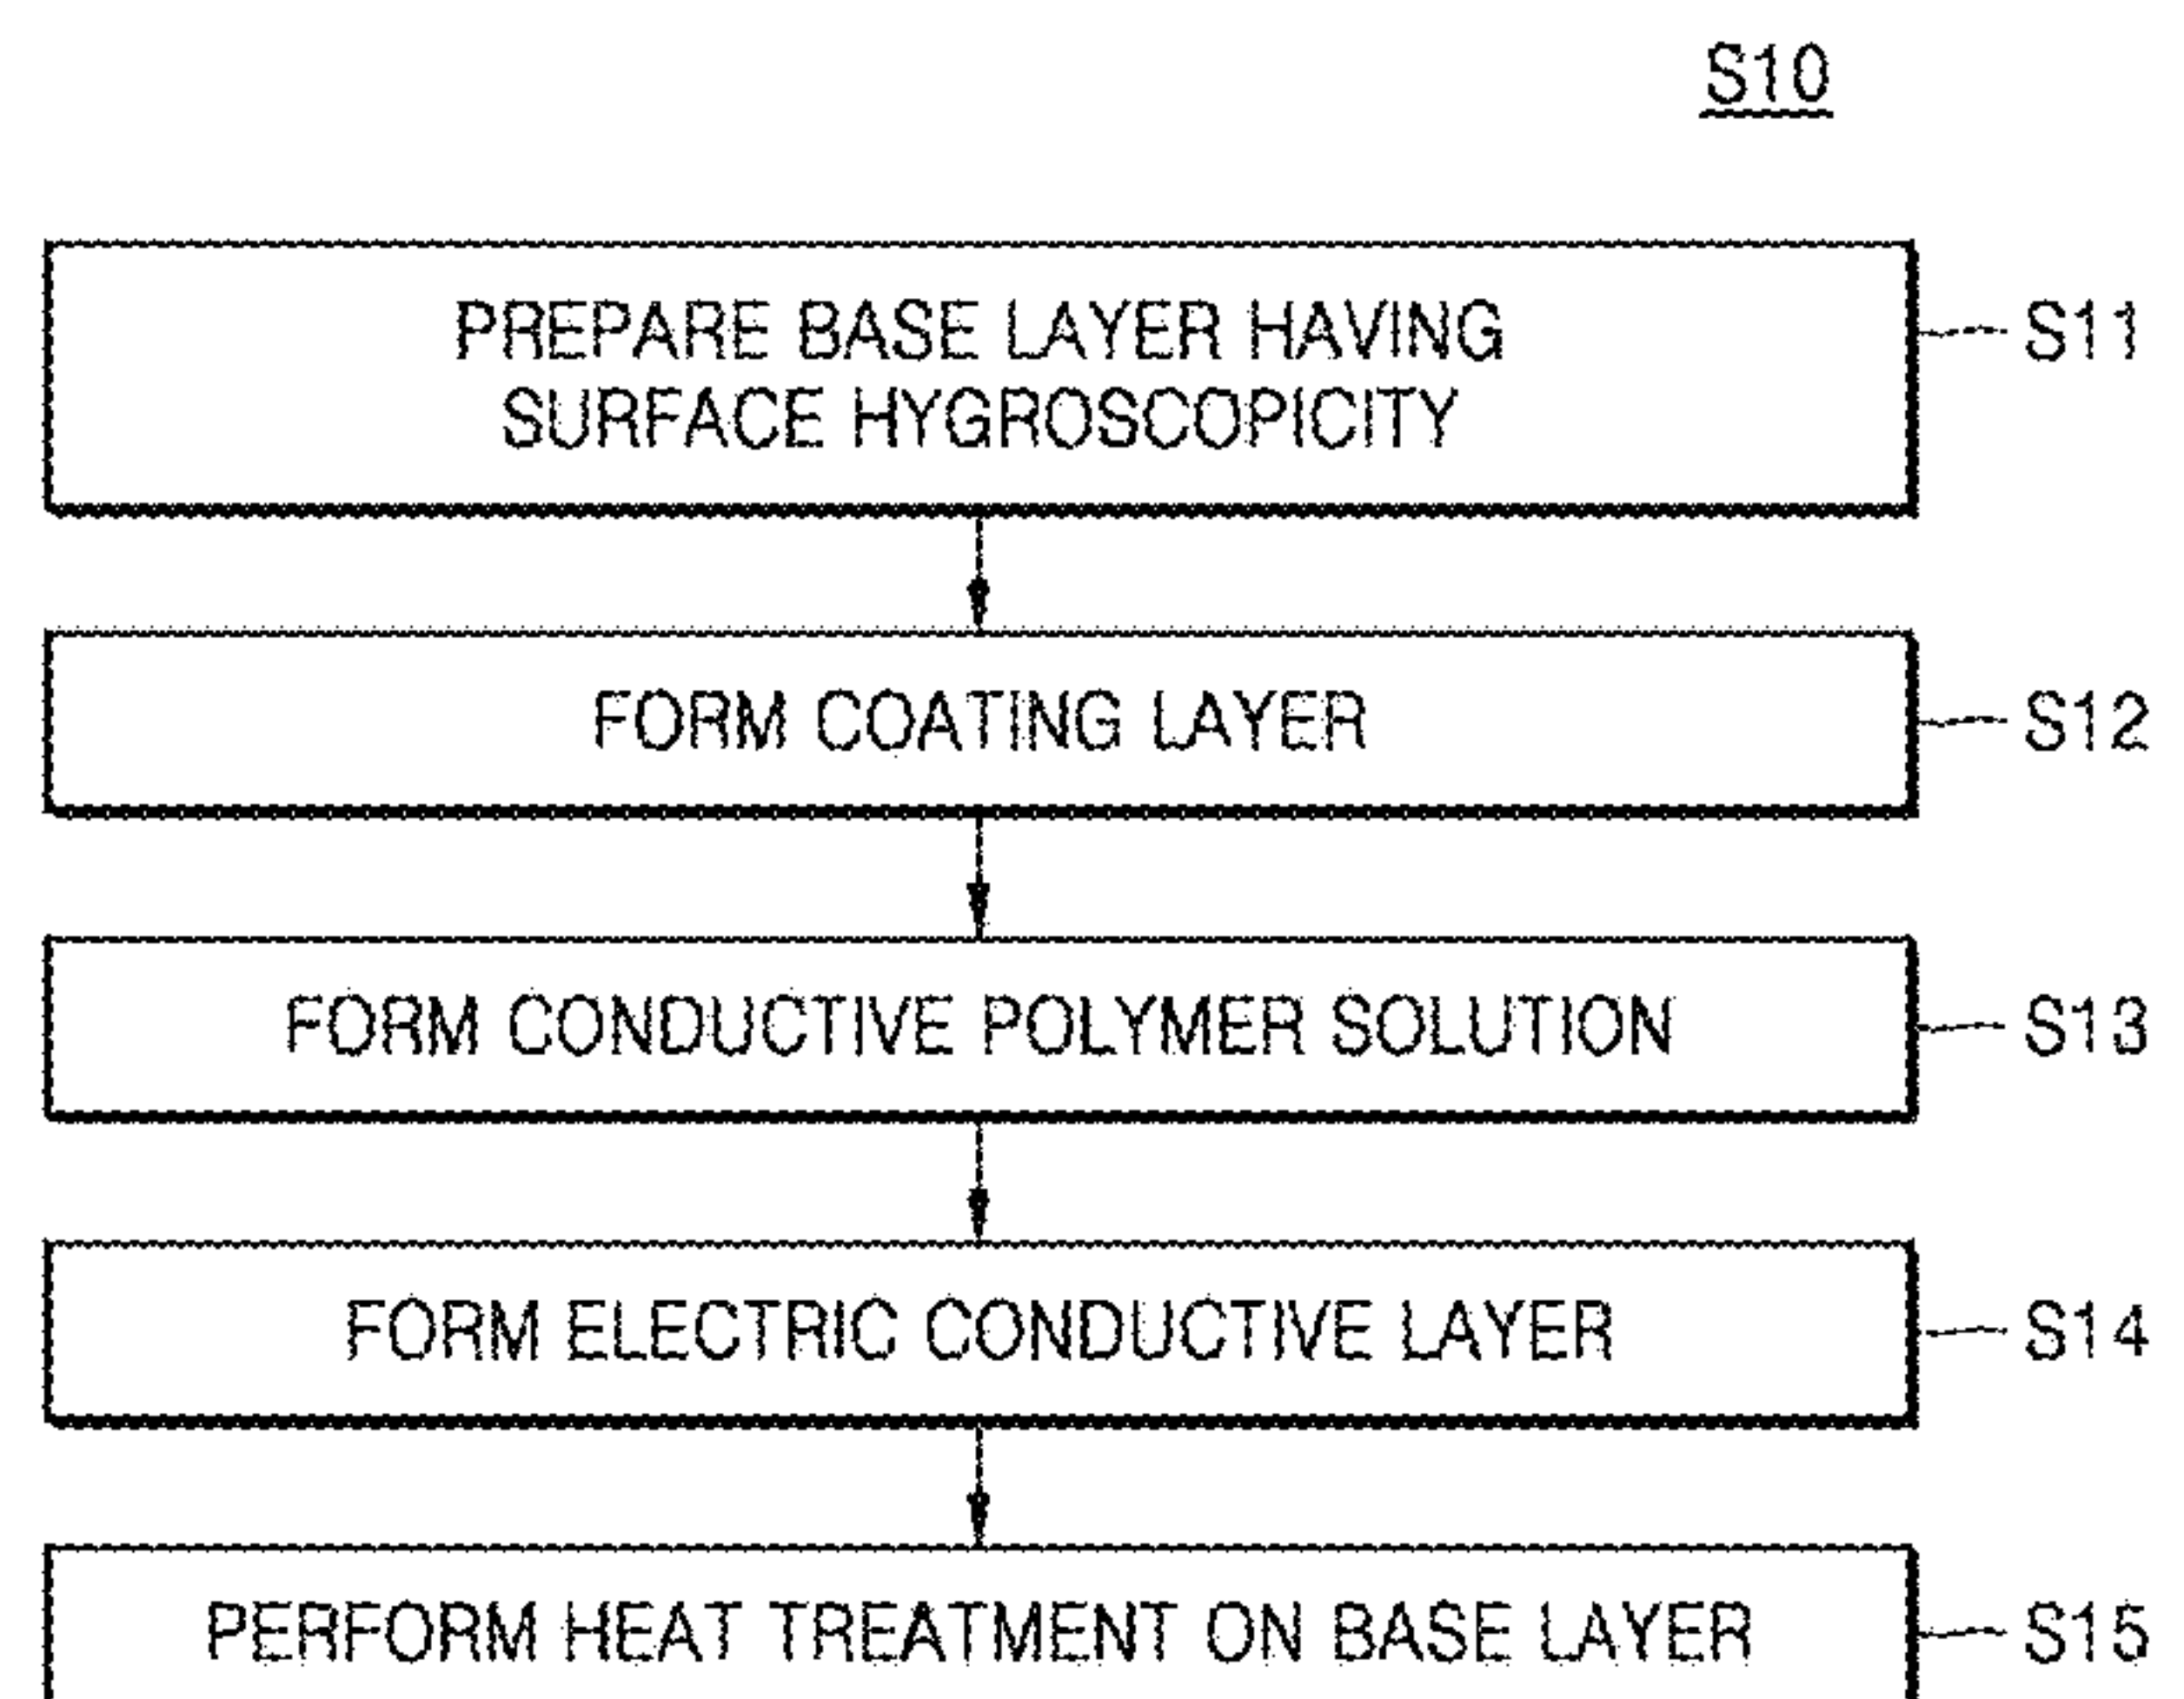 S10
PREPARE BASE LAYER HAVING S11
SURFACE HYGROSCOPICITY
FORM COATING LAYER S12
FORM CONDUCTIVE POLYMER SOLUTION S13
FORM ELECTRIC CONDUCTIVE LAYER S14
PERFORM HEAT TREATMENT ON BASE LAYER S15